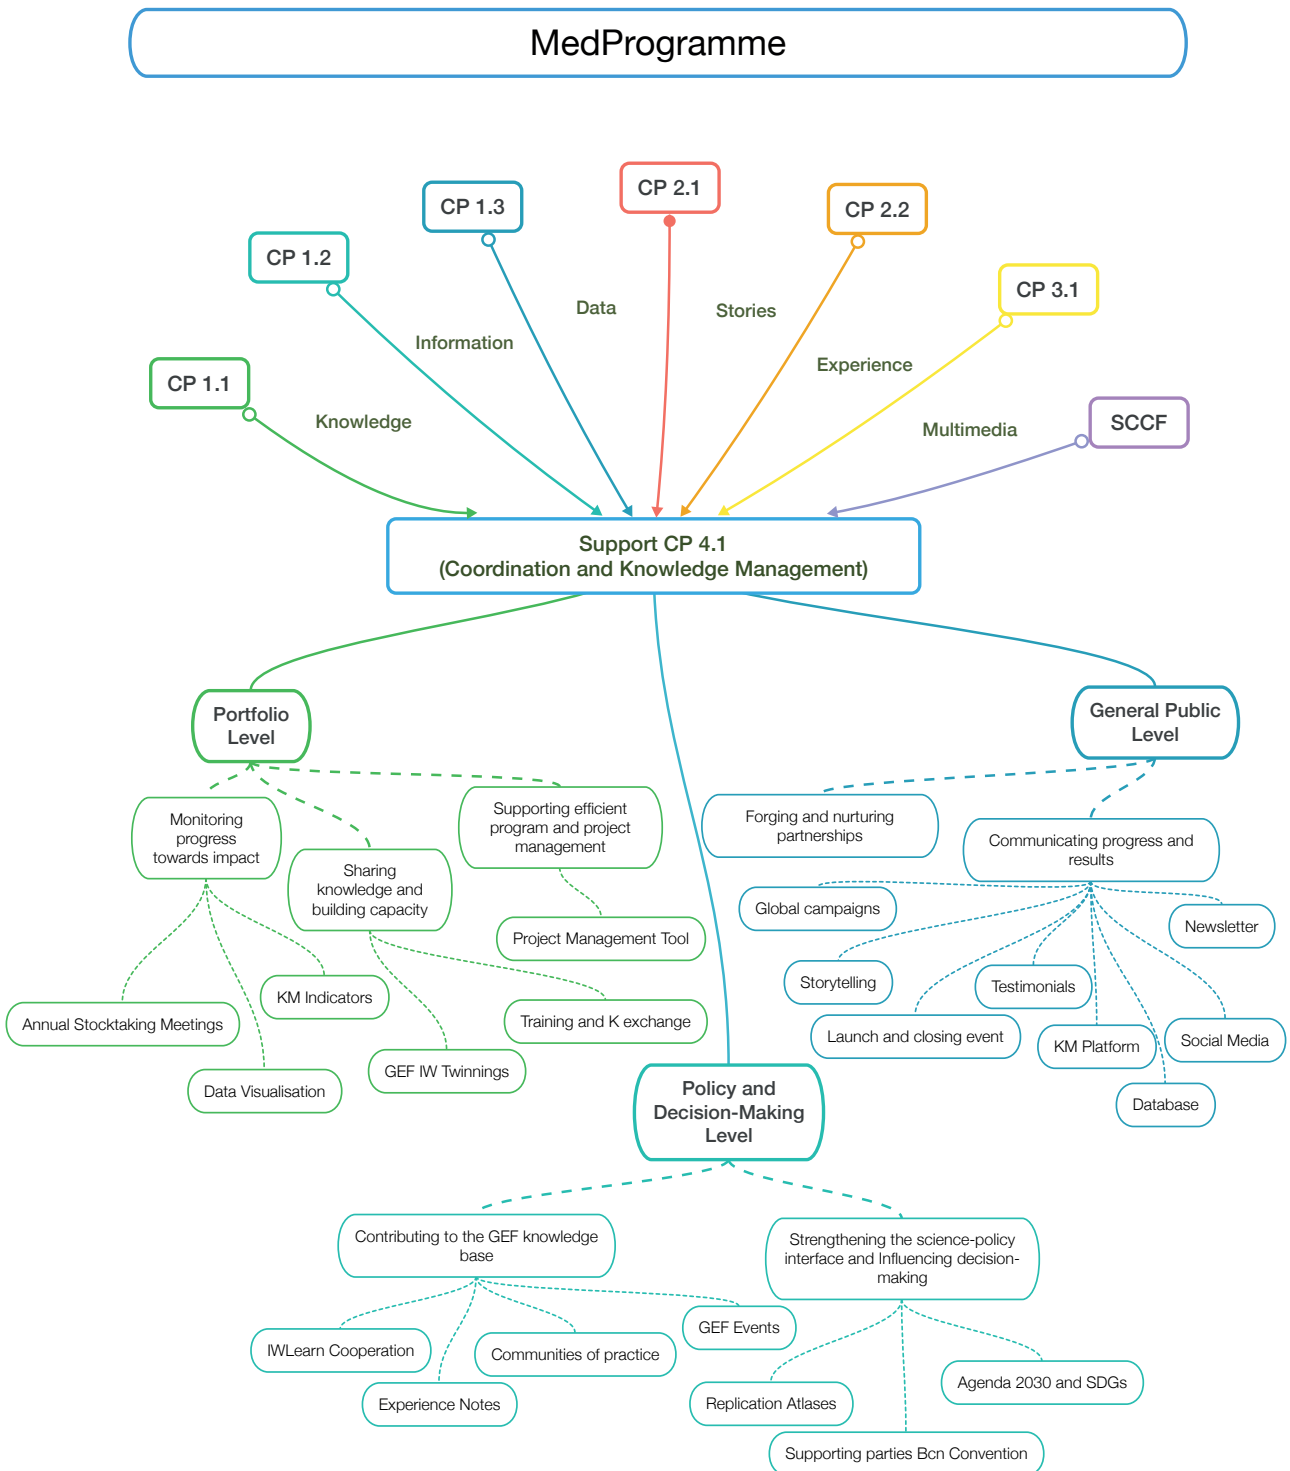 MedProgramme
CP 2.1
CP 1.3
CP 2.2
CP 1.2
CP 3.1
Data
Stories
Information
Experience
CP 1.1
Knowledge
Multimedia
SCCF
Support CP 4.1
(Coordination and Knowledge Management)
Portfolio
Level
Monitoring
progress
towards impact
Annual Stocktaking Meetings
Data Visualisation
KM Indicators
Sharing
knowledge and
building capacity
GEF IW Twinnings
Training and K exchange
Supporting efficient
program and project
management
Project Management Tool
General Public
Level
Forging and nurturing
partnerships
Communicating progress and
results
Global campaigns
Storytelling
Launch and closing event
Testimonials
KM Platform
Database
Social Media
Newsletter
Policy and
Decision-Making
Level
Contributing to the GEF knowledge
base
IWLearn Cooperation
Experience Notes
Communities of practice
GEF Events
Strengthening the science-policy
interface and Influencing decision-
making
Replication Atlases
Supporting parties Bcn Convention
Agenda 2030 and SDGs